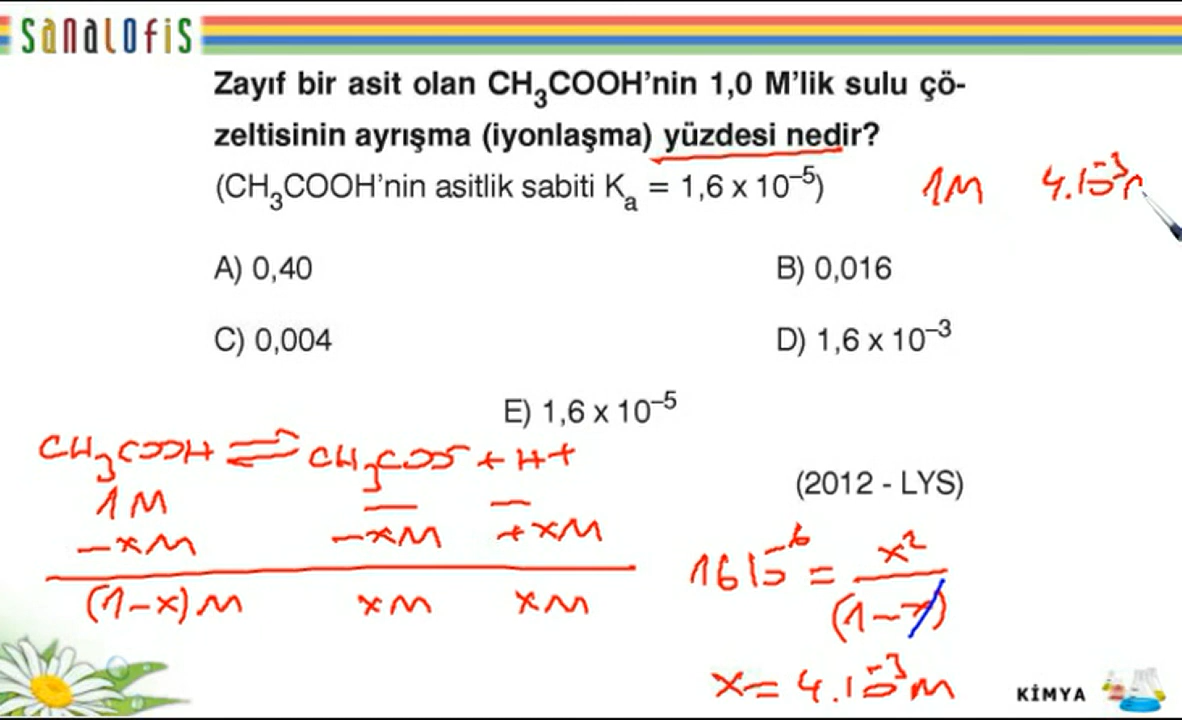 sanalofis
Zayıf bir asit olan CH₃COOH'nin 1,0 M'lik sulu çö-
zeltisinin ayrışma (iyonlaşma) yüzdesi nedir?
(CH₃COOH'nin asitlik sabiti Kₐ = 1,6 x 10⁻⁵)
1M 4.10⁻³
A) 0,40
B) 0,016
C) 0,004
D) 1,6 x 10⁻³
E) 1,6 x 10⁻⁵
(2012 - LYS)
CH₃COOH ⇌ CH₃COO⁻ + H+
1M — —
-xM -xM +xM
(1-x)M xM xM
16 10⁻⁶ = x² / (1-x)
x = 4.10⁻³ M
KİMYA